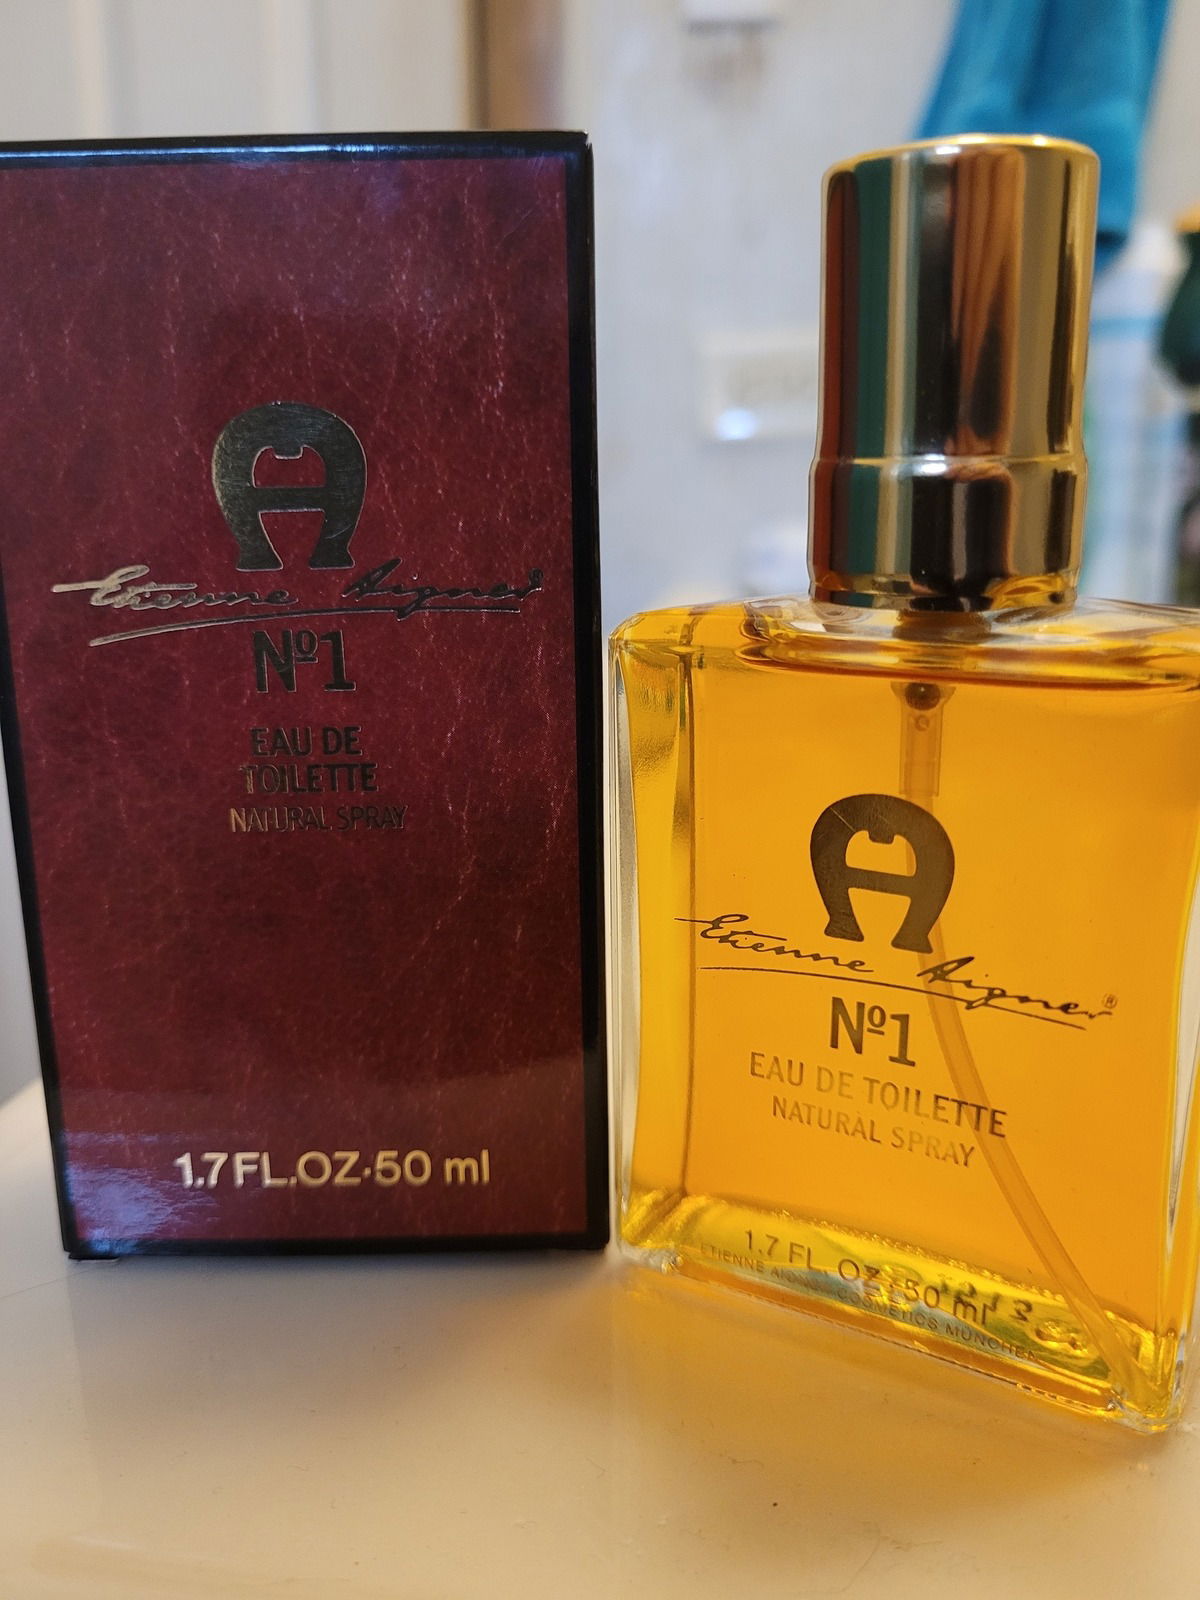 Etienne Aigner
Nº1
EAU DE
TOILETTE
NATURAL SPRAY
1.7 FL.OZ·50 ml
Etienne Aigner®
Nº1
EAU DE TOILETTE
NATURAL SPRAY
1.7 FL. OZ·50 ml
ETIENNE AIGNER COSMETICS MÜNCHEN